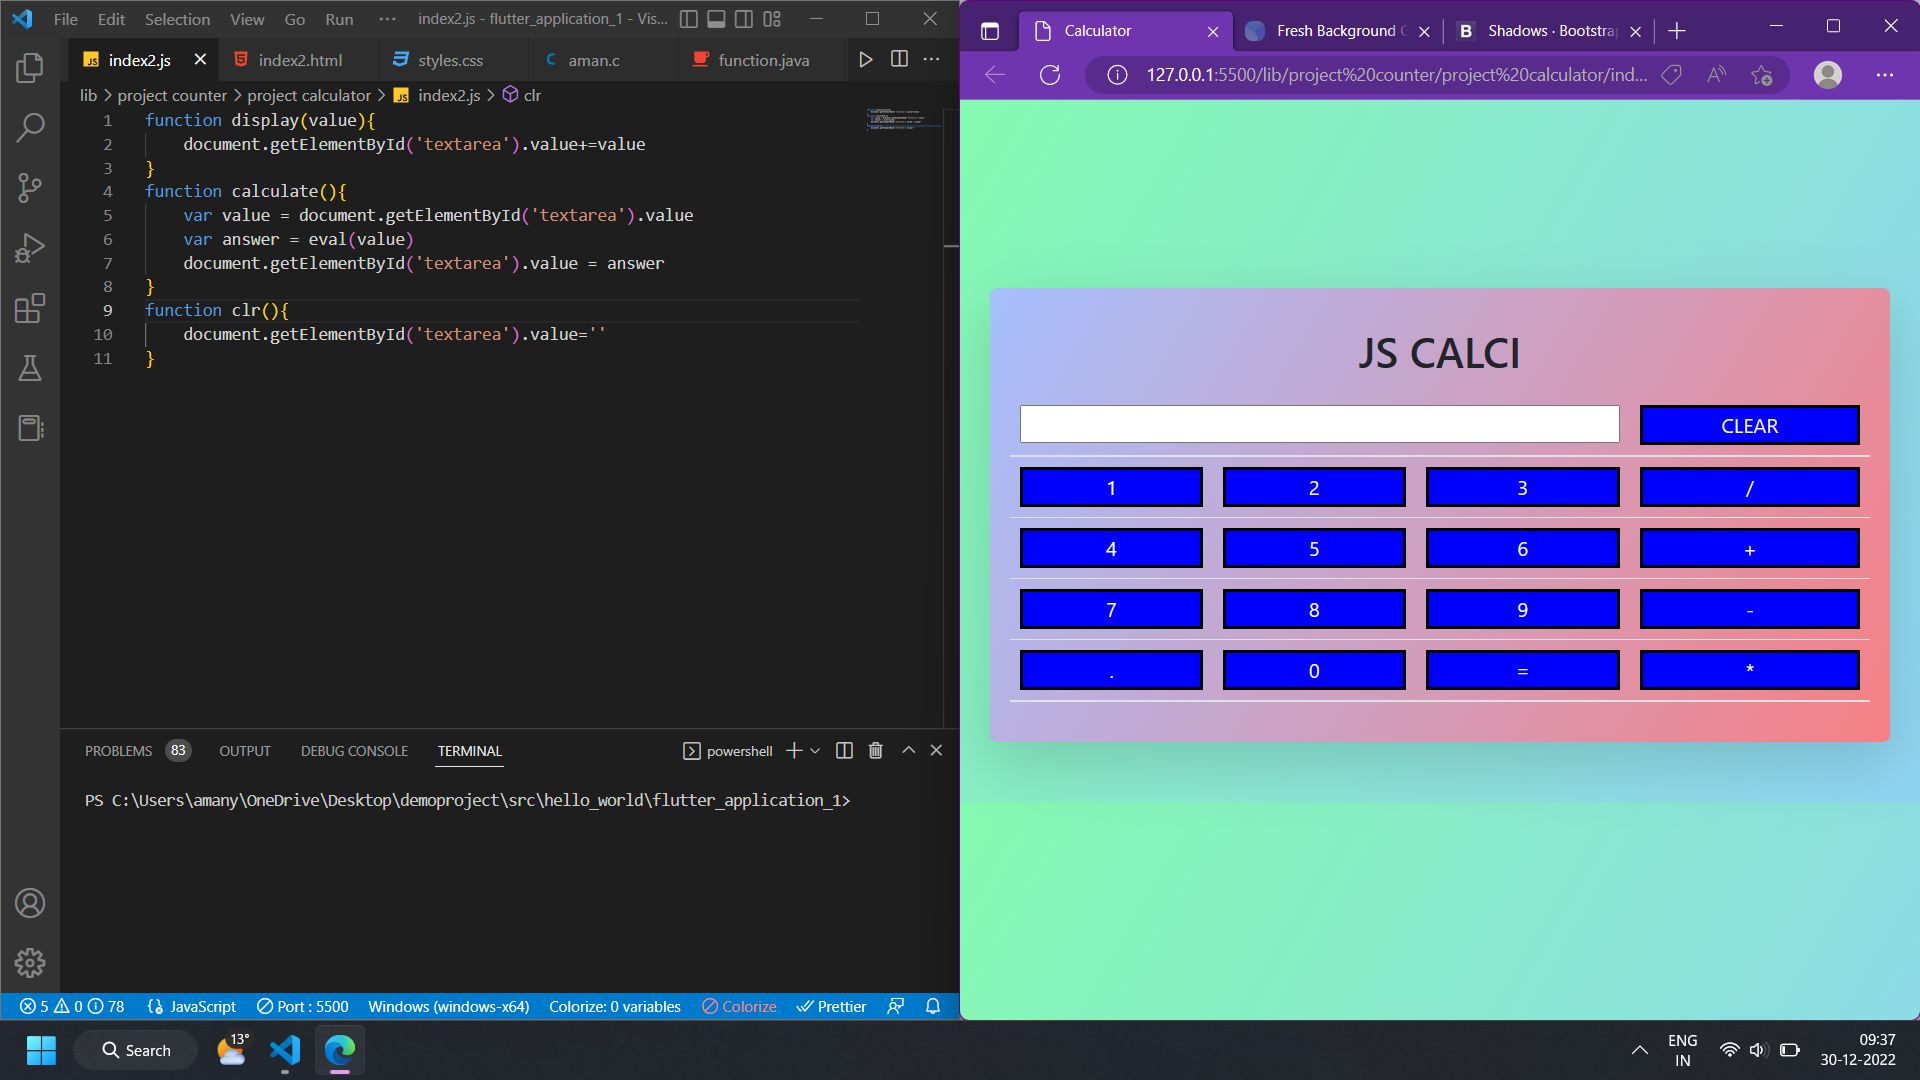 File Edit Selection View Go Run ··· index2.js - flutter_application_1 - Vis...
index2.js index2.html styles.css aman.c function.java
lib > project counter > project calculator > index2.js > clr
1 function display(value){
2 document.getElementById('textarea').value+=value
3 }
4 function calculate(){
5 var value = document.getElementById('textarea').value
6 var answer = eval(value)
7 document.getElementById('textarea').value = answer
8 }
9 function clr(){
10 document.getElementById('textarea').value=''
11 }
PROBLEMS 83 OUTPUT DEBUG CONSOLE TERMINAL powershell
PS C:\Users\amany\OneDrive\Desktop\demoproject\src\hello_world\flutter_application_1>
5 0 78 JavaScript Port : 5500 Windows (windows-x64) Colorize: 0 variables Colorize Prettier
Calculator Fresh Background B Shadows · Bootstra
127.0.0.1:5500/lib/project%20counter/project%20calculator/ind...
JS CALCI
CLEAR
1 2 3 /
4 5 6 +
7 8 9 -
. 0 = *
Search 13° ENG IN 09:37
30-12-2022